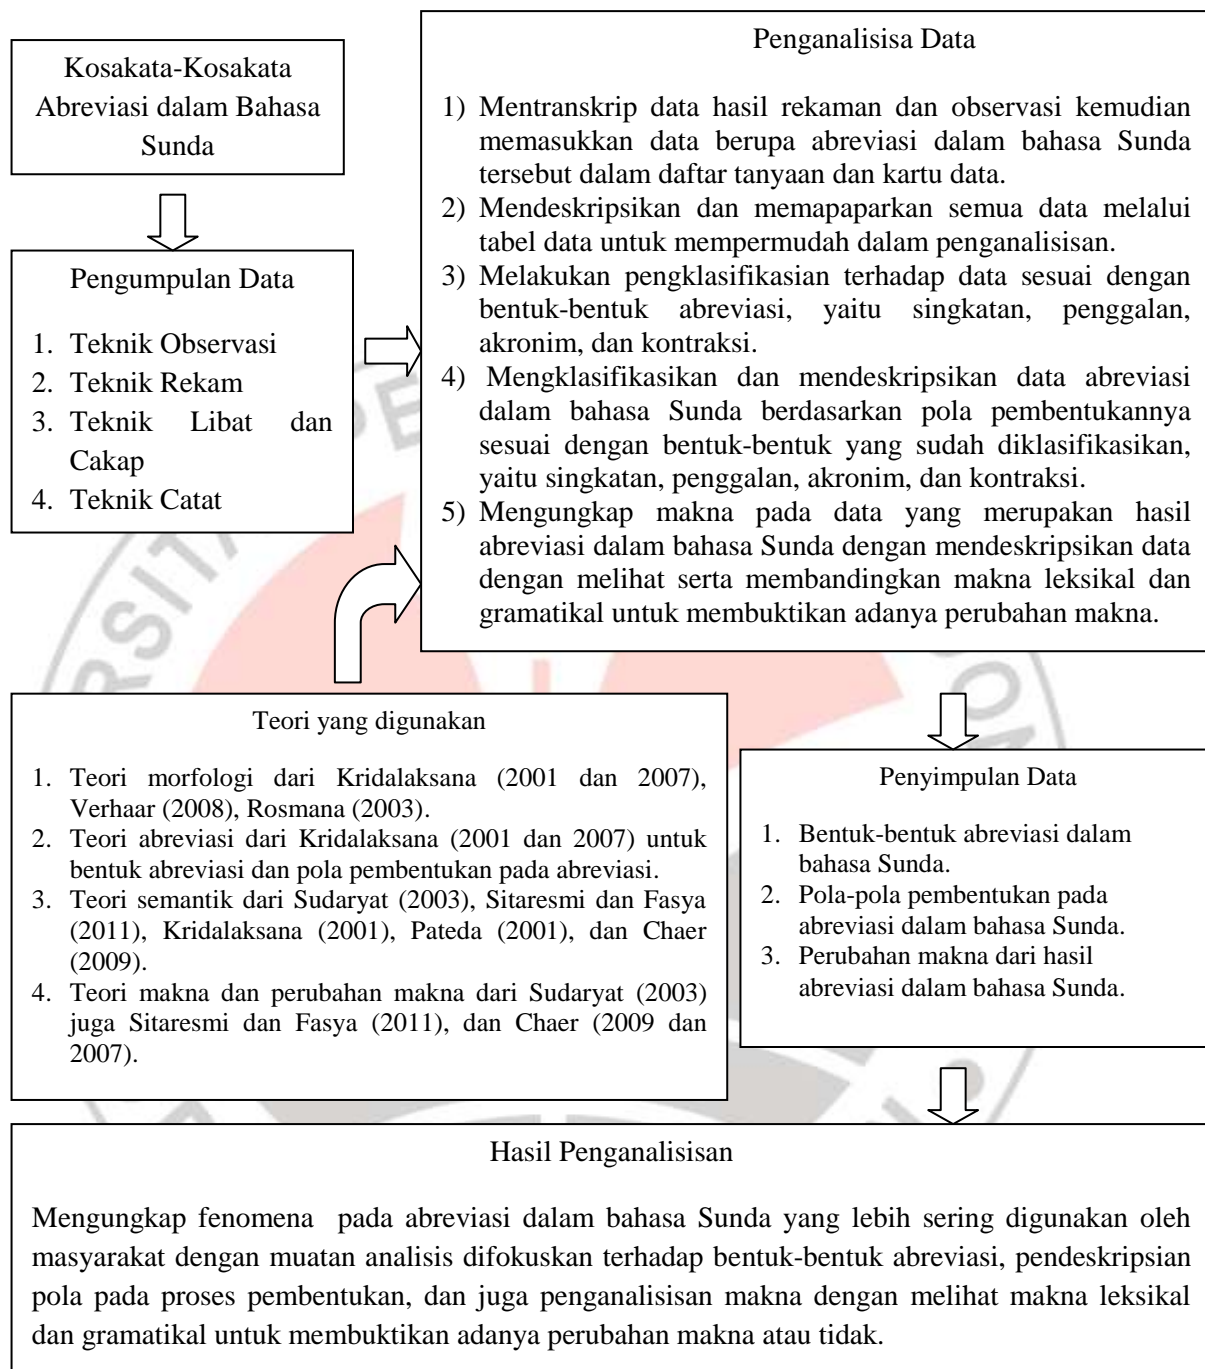 Kosakata-Kosakata
Abreviasi dalam Bahasa
Sunda
Pengumpulan Data
1. Teknik Observasi
2. Teknik Rekam
3. Teknik Libat dan
Cakap
4. Teknik Catat
Penganalisisa Data
1) Mentranskrip data hasil rekaman dan observasi kemudian
memasukkan data berupa abreviasi dalam bahasa Sunda
tersebut dalam daftar tanyaan dan kartu data.
2) Mendeskripsikan dan memapaparkan semua data melalui
tabel data untuk mempermudah dalam penganalisisan.
3) Melakukan pengklasifikasian terhadap data sesuai dengan
bentuk-bentuk abreviasi, yaitu singkatan, penggalan,
akronim, dan kontraksi.
4) Mengklasifikasikan dan mendeskripsikan data abreviasi
dalam bahasa Sunda berdasarkan pola pembentukannya
sesuai dengan bentuk-bentuk yang sudah diklasifikasikan,
yaitu singkatan, penggalan, akronim, dan kontraksi.
5) Mengungkap makna pada data yang merupakan hasil
abreviasi dalam bahasa Sunda dengan mendeskripsikan data
dengan melihat serta membandingkan makna leksikal dan
gramatikal untuk membuktikan adanya perubahan makna.
Teori yang digunakan
1. Teori morfologi dari Kridalaksana (2001 dan 2007),
Verhaar (2008), Rosmana (2003).
2. Teori abreviasi dari Kridalaksana (2001 dan 2007) untuk
bentuk abreviasi dan pola pembentukan pada abreviasi.
3. Teori semantik dari Sudaryat (2003), Sitaresmi dan Fasya
(2011), Kridalaksana (2001), Pateda (2001), dan Chaer
(2009).
4. Teori makna dan perubahan makna dari Sudaryat (2003)
juga Sitaresmi dan Fasya (2011), dan Chaer (2009 dan
2007).
Penyimpulan Data
1. Bentuk-bentuk abreviasi dalam
bahasa Sunda.
2. Pola-pola pembentukan pada
abreviasi dalam bahasa Sunda.
3. Perubahan makna dari hasil
abreviasi dalam bahasa Sunda.
Hasil Penganalisisan
Mengungkap fenomena pada abreviasi dalam bahasa Sunda yang lebih sering digunakan oleh
masyarakat dengan muatan analisis difokuskan terhadap bentuk-bentuk abreviasi, pendeskripsian
pola pada proses pembentukan, dan juga penganalisisan makna dengan melihat makna leksikal
dan gramatikal untuk membuktikan adanya perubahan makna atau tidak.